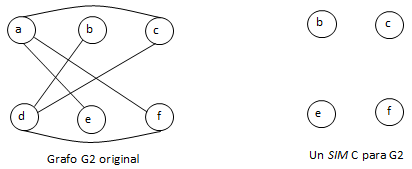 a b c b c
d e f e f
Grafo G2 original
Un SIM C para G2